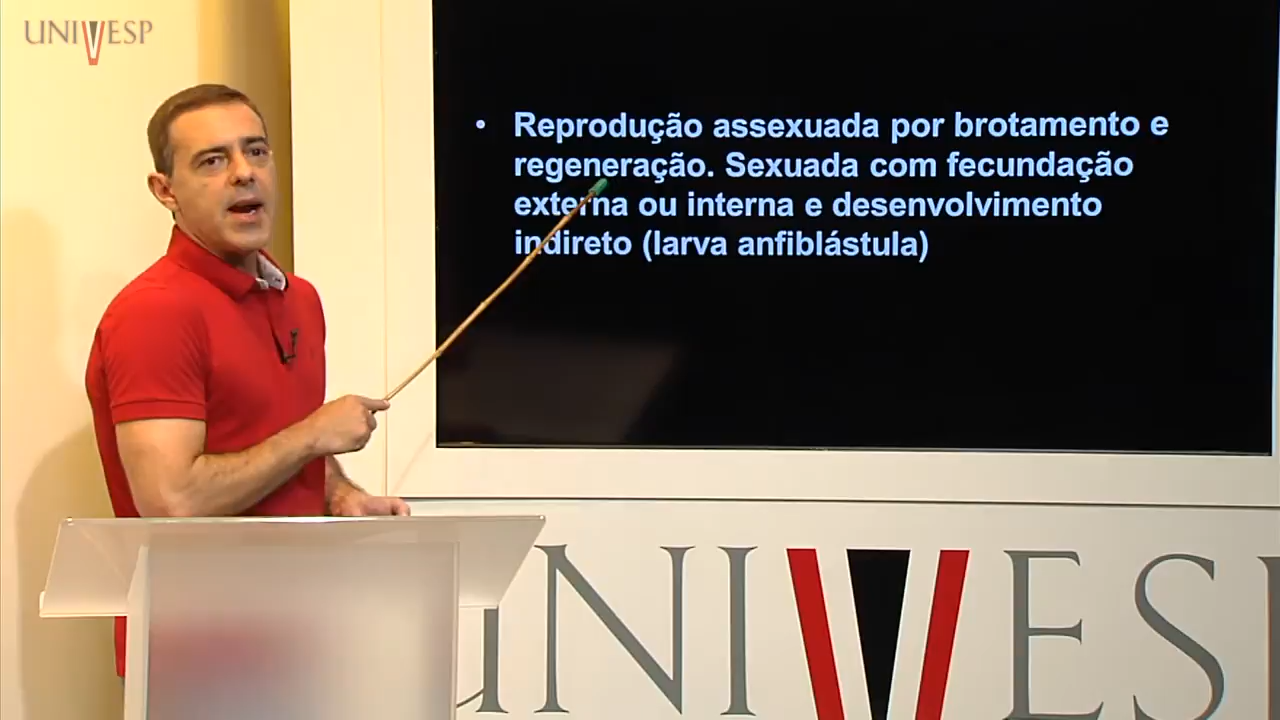 UNIVESP
• Reprodução assexuada por brotamento e
regeneração. Sexuada com fecundação
externa ou interna e desenvolvimento
indireto (larva anfiblástula)
UNIVESP